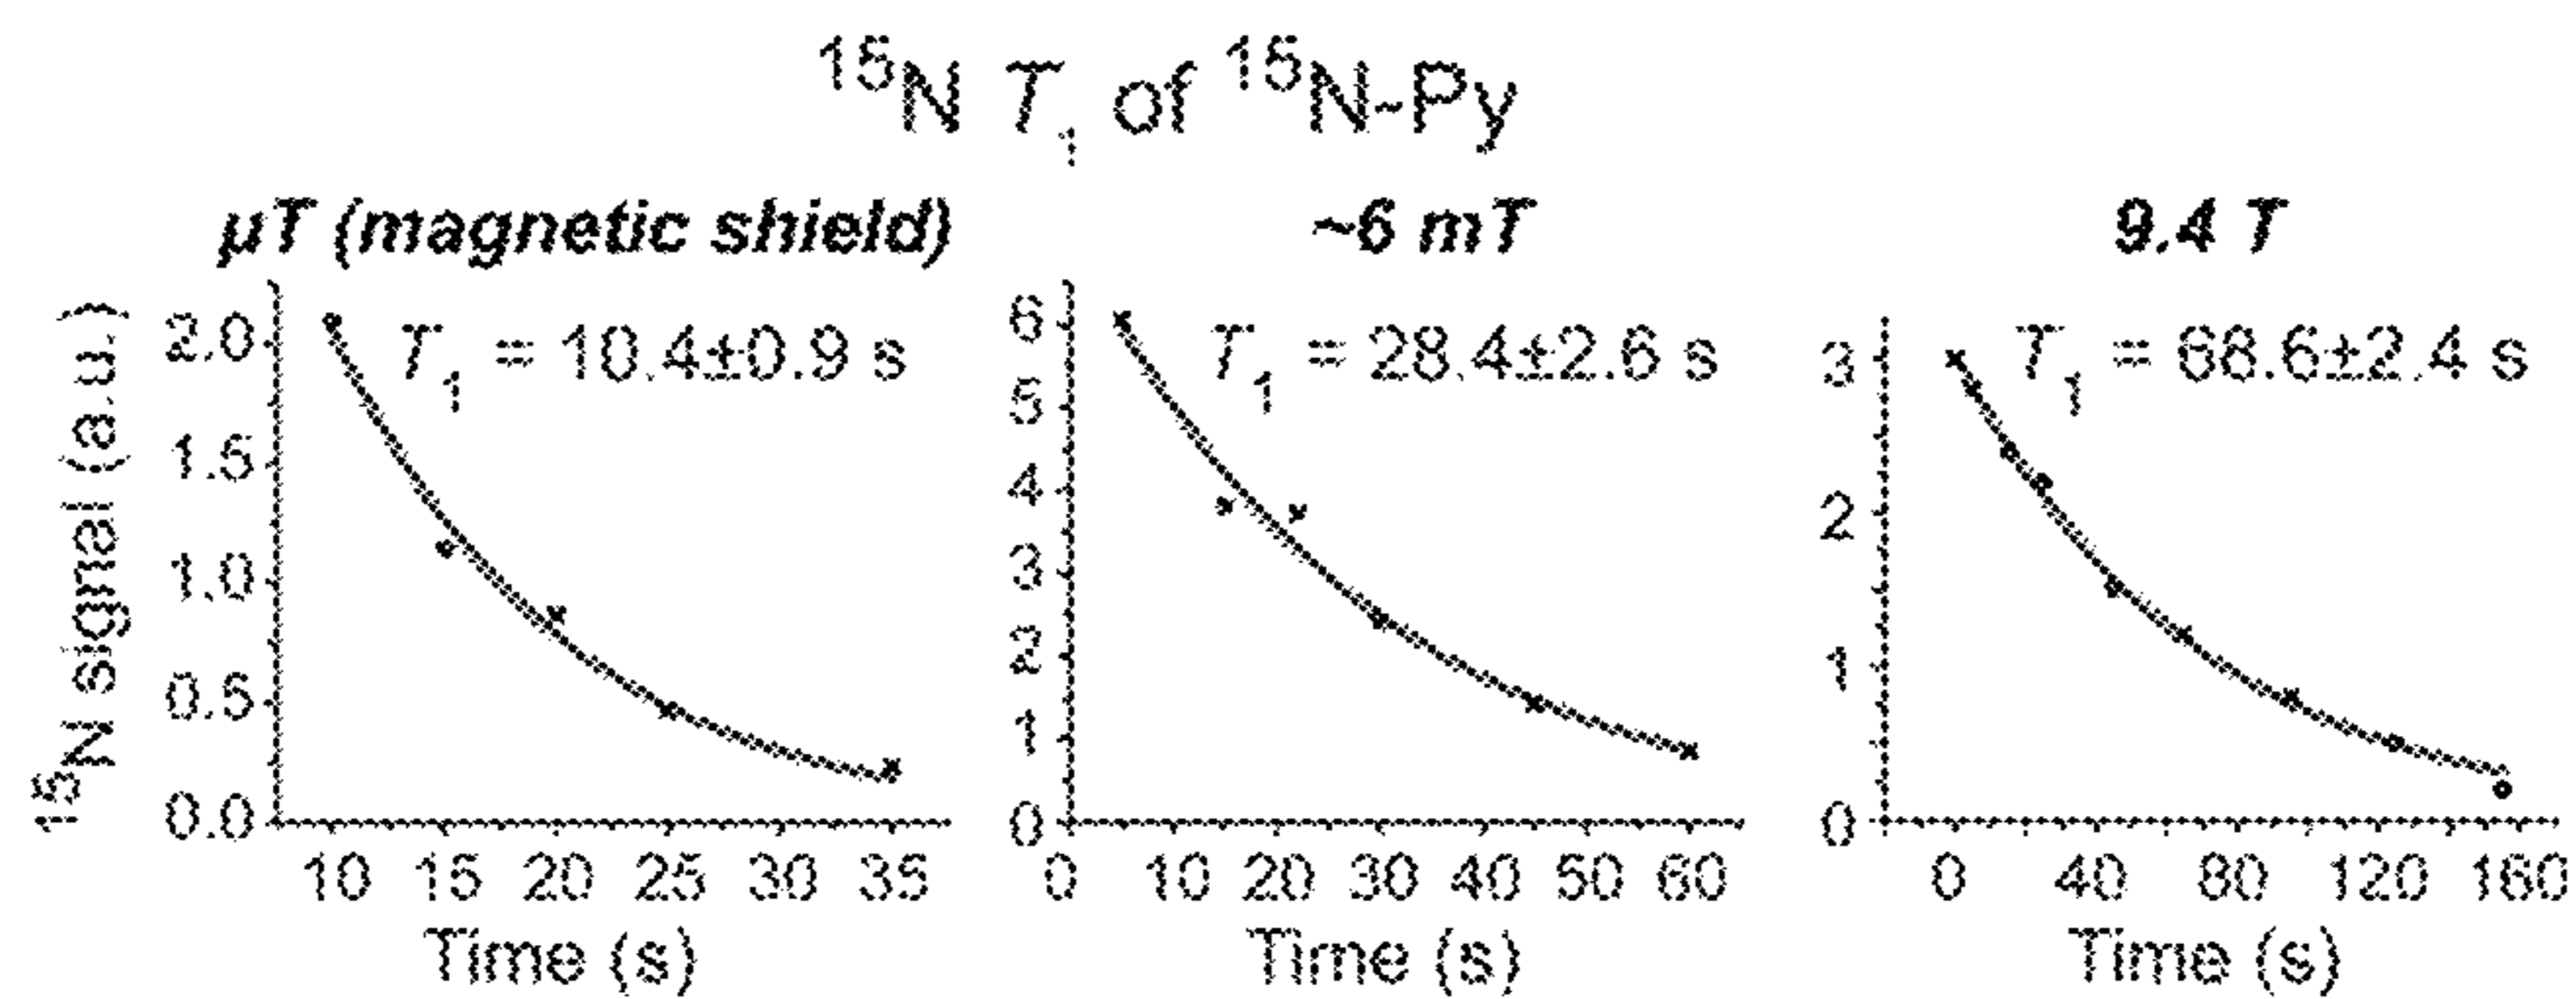 ¹⁵N T₁ of ¹⁵N-Py
µT (magnetic shield) ~6 mT 9.4 T
¹⁵N signal (a.u.)
T₁ = 10.4±0.9 s
2.0
1.5
1.0
0.5
0.0
10 15 20 25 30 35
Time (s)
T₁ = 28.4±2.6 s
6
5
4
3
2
1
0
0 10 20 30 40 50 60
Time (s)
T₁ = 68.6±2.4 s
3
2
1
0
0 40 80 120 160
Time (s)